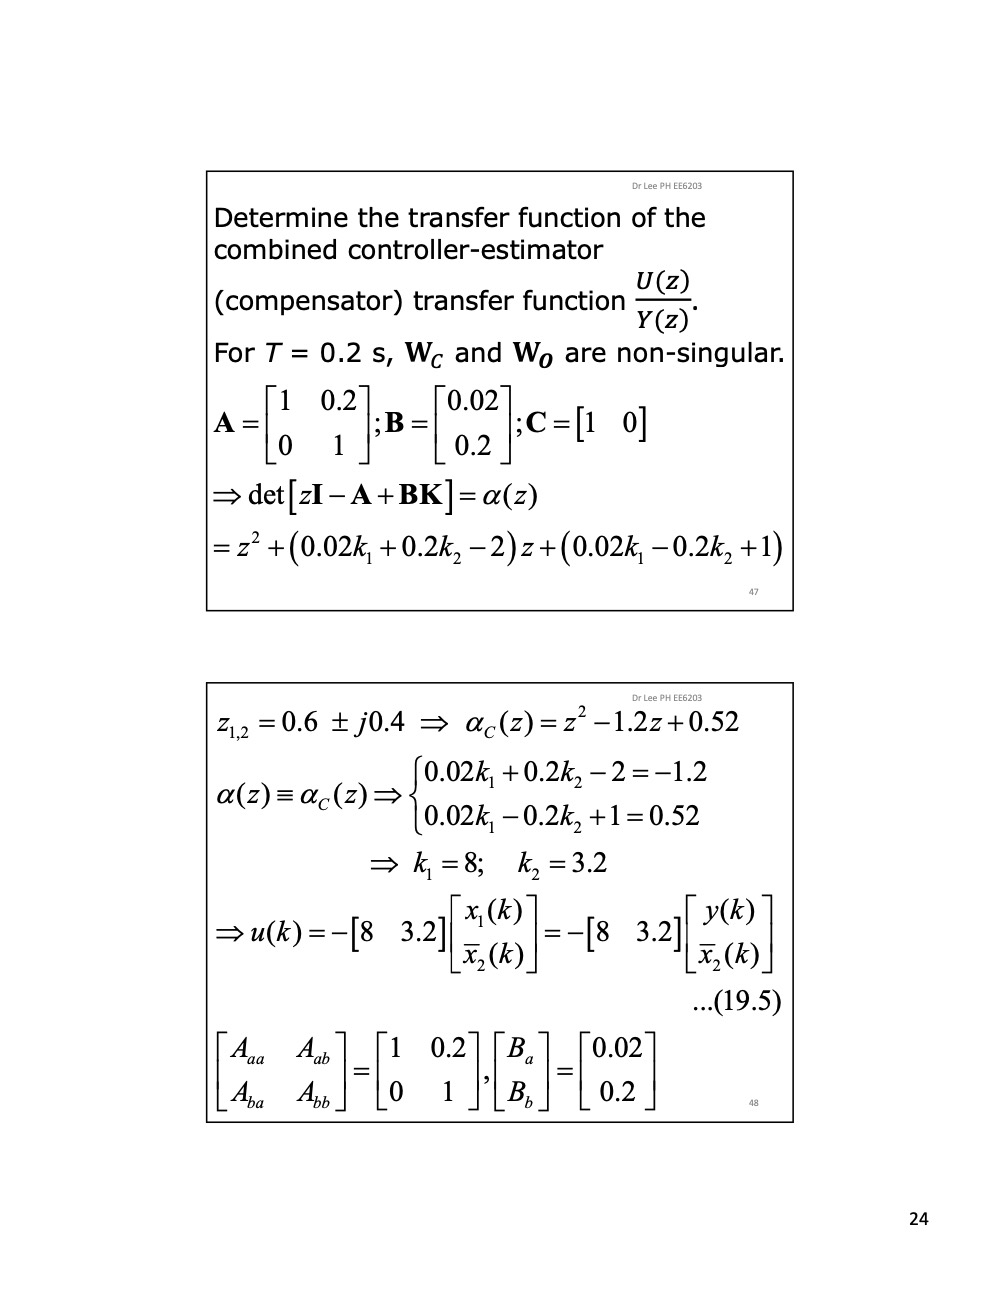 Dr Lee PH EE6203
Determine the transfer function of the
combined controller-estimator
(compensator) transfer function U(z)/Y(z).
For T = 0.2 s, W_C and W_O are non-singular.
A = [1 0.2; 0 1]; B = [0.02; 0.2]; C = [1 0]
⇒ det[zI − A + BK] = α(z)
= z² + (0.02k₁ + 0.2k₂ − 2)z + (0.02k₁ − 0.2k₂ + 1)
47
Dr Lee PH EE6203
z₁,₂ = 0.6 ± j0.4 ⇒ α_C(z) = z² − 1.2z + 0.52
α(z) ≡ α_C(z) ⇒ { 0.02k₁ + 0.2k₂ − 2 = −1.2
0.02k₁ − 0.2k₂ + 1 = 0.52
⇒ k₁ = 8; k₂ = 3.2
⇒ u(k) = −[8 3.2][x₁(k); x̅₂(k)] = −[8 3.2][y(k); x̅₂(k)]
...(19.5)
[A_aa A_ab; A_ba A_bb] = [1 0.2; 0 1], [B_a; B_b] = [0.02; 0.2]
48
24